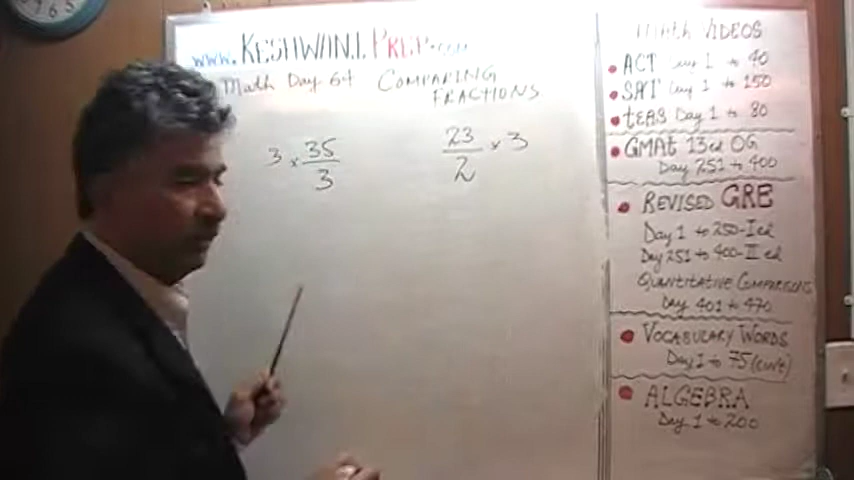 www. KESHWANI PREP.com
Math Day 64 COMPARING
FRACTIONS
3 × 35/3
23/2 × 3
Math VIDEOS
ACT Day 1 to 40
SAT Day 1 to 150
TEAS Day 1 to 80
GMAT 13ed OG
Day 251 to 400
REVISED GRE
Day 1 to 250-I ed
Day 251 to 400-II ed
QUANTITATIVE COMPARISONS
Day 401 to 470
VOCABULARY WORDS
Day 1 to 75
ALGEBRA
Day 1 to 200